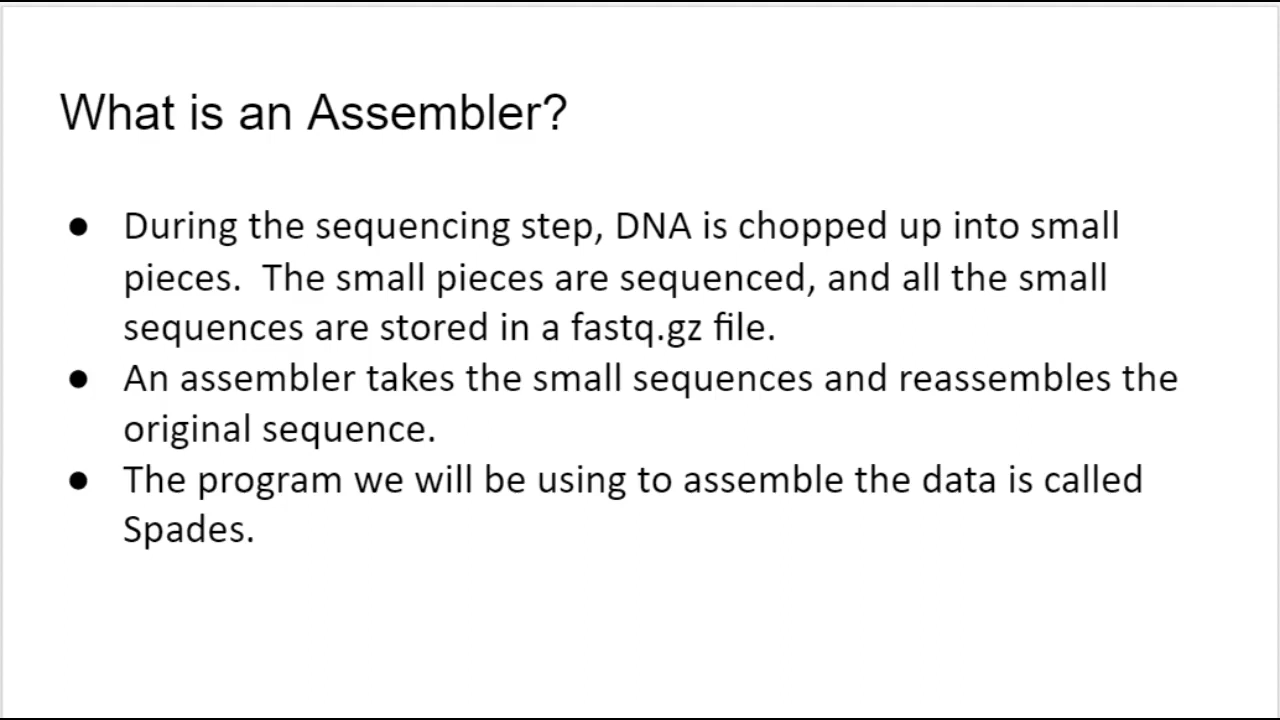 What is an Assembler?
● During the sequencing step, DNA is chopped up into small
pieces.  The small pieces are sequenced, and all the small
sequences are stored in a fastq.gz file.
● An assembler takes the small sequences and reassembles the
original sequence.
● The program we will be using to assemble the data is called
Spades.